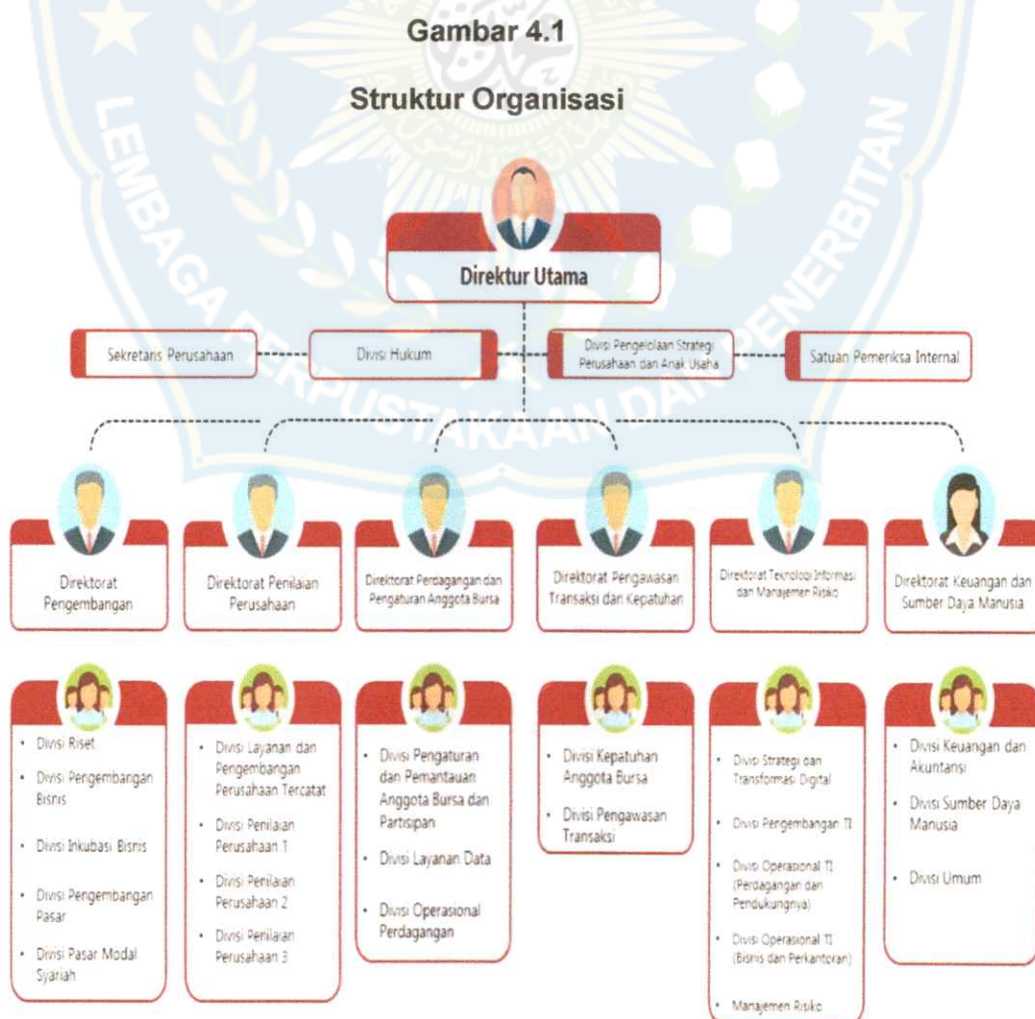 Gambar 4.1
Struktur Organisasi
LEMBAGA PERPUSTAKAAN DAN PENERBITAN
Direktur Utama
Sekretaris Perusahaan
Divisi Hukum
Divisi Pengelolaan Strategi
Perusahaan dan Anak Usaha
Satuan Pemeriksa Internal
Direktorat
Pengembangan
Direktorat Penilaian
Perusahaan
Direktorat Perdagangan dan
Pengaturan Anggota Bursa
Direktorat Pengawasan
Transaksi dan Kepatuhan
Direktorat Teknologi Informasi
dan Manajemen Risiko
Direktorat Keuangan dan
Sumber Daya Manusia
• Divisi Riset
• Divisi Pengembangan
Bisnis
• Divisi Inkubasi Bisnis
• Divisi Pengembangan
Pasar
• Divisi Pasar Modal
Syariah
• Divisi Layanan dan
Pengembangan
Perusahaan Tercatat
• Divisi Penilaian
Perusahaan 1
• Divisi Penilaian
Perusahaan 2
• Divisi Penilaian
Perusahaan 3
• Divisi Pengaturan
dan Pemantauan
Anggota Bursa dan
Partisipan
• Divisi Layanan Data
• Divisi Operasional
Perdagangan
• Divisi Kepatuhan
Anggota Bursa
• Divisi Pengawasan
Transaksi
• Divisi Strategi dan
Transformasi Digital
• Divisi Pengembangan TI
• Divisi Operasional TI
(Perdagangan dan
Pendukungnya)
• Divisi Operasional TI
(Bisnis dan Perkantoran)
• Manajemen Risiko
• Divisi Keuangan dan
Akuntansi
• Divisi Sumber Daya
Manusia
• Divisi Umum